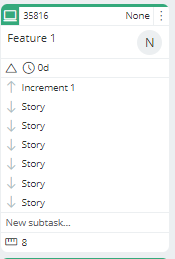 35816 None
Feature 1
N
0d
Increment 1
Story
Story
Story
Story
Story
Story
New subtask...
8